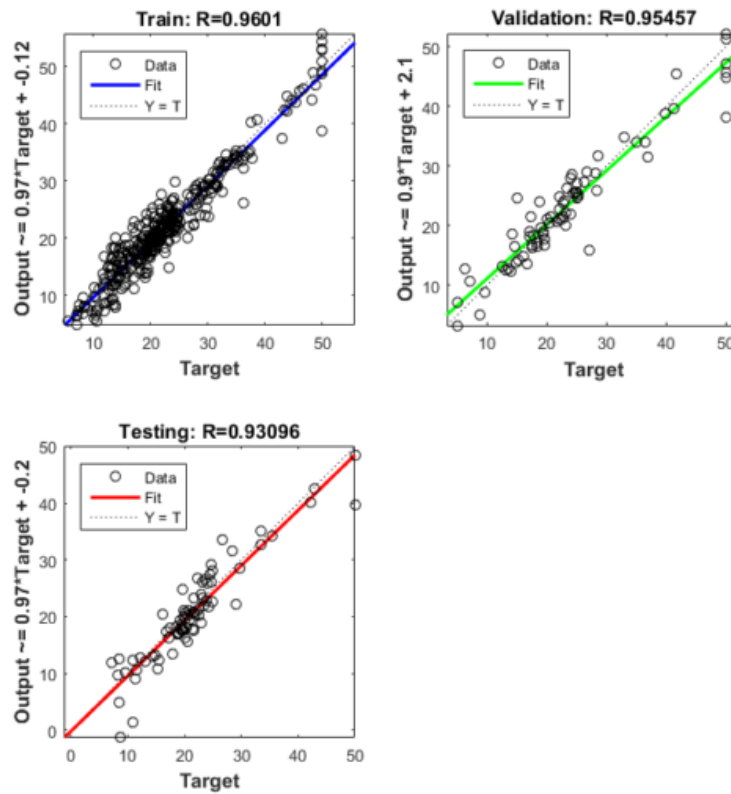 Train: R=0.9601
Data
Fit
Y = T
Output ~= 0.97*Target + -0.12
50
40
30
20
10
10
20
30
40
50
Target
Validation: R=0.95457
Data
Fit
Y = T
Output ~= 0.9*Target + 2.1
50
40
30
20
10
10
20
30
40
50
Target
Testing: R=0.93096
Data
Fit
Y = T
Output ~= 0.97*Target + -0.2
50
40
30
20
10
0
0
10
20
30
40
50
Target